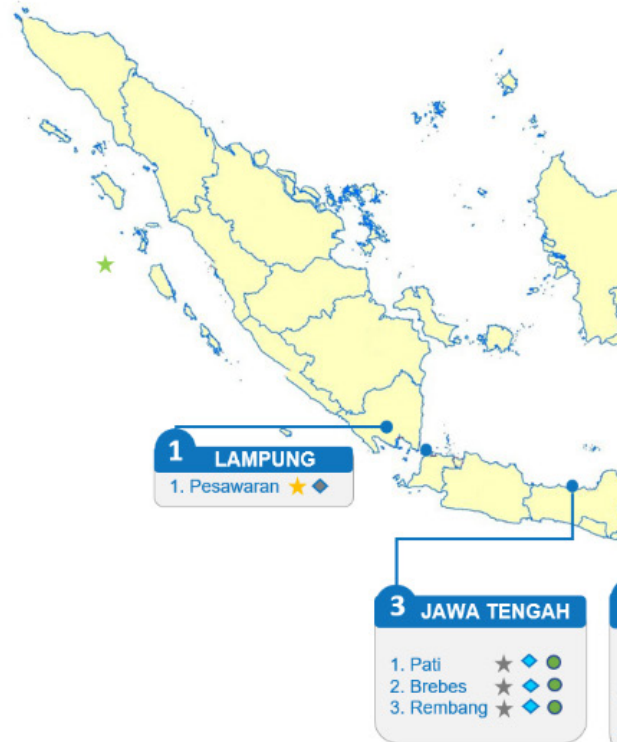 1 LAMPUNG
1. Pesawaran
3 JAWA TENGAH
1. Pati
2. Brebes
3. Rembang